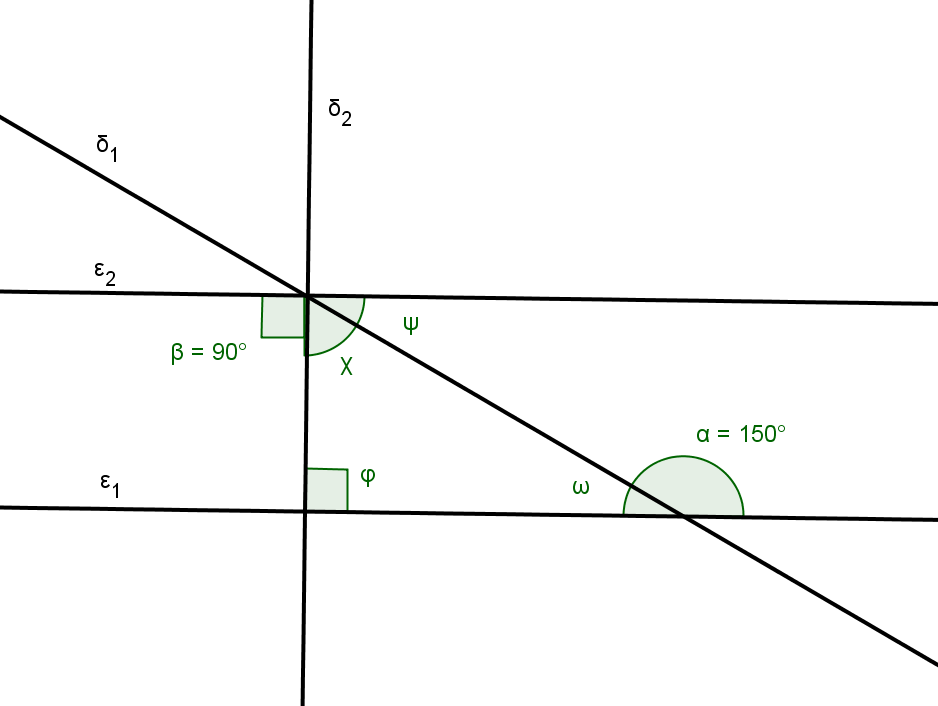 δ₂
δ₁
ε₂
ψ
β = 90°
χ
α = 150°
φ
ε₁
ω